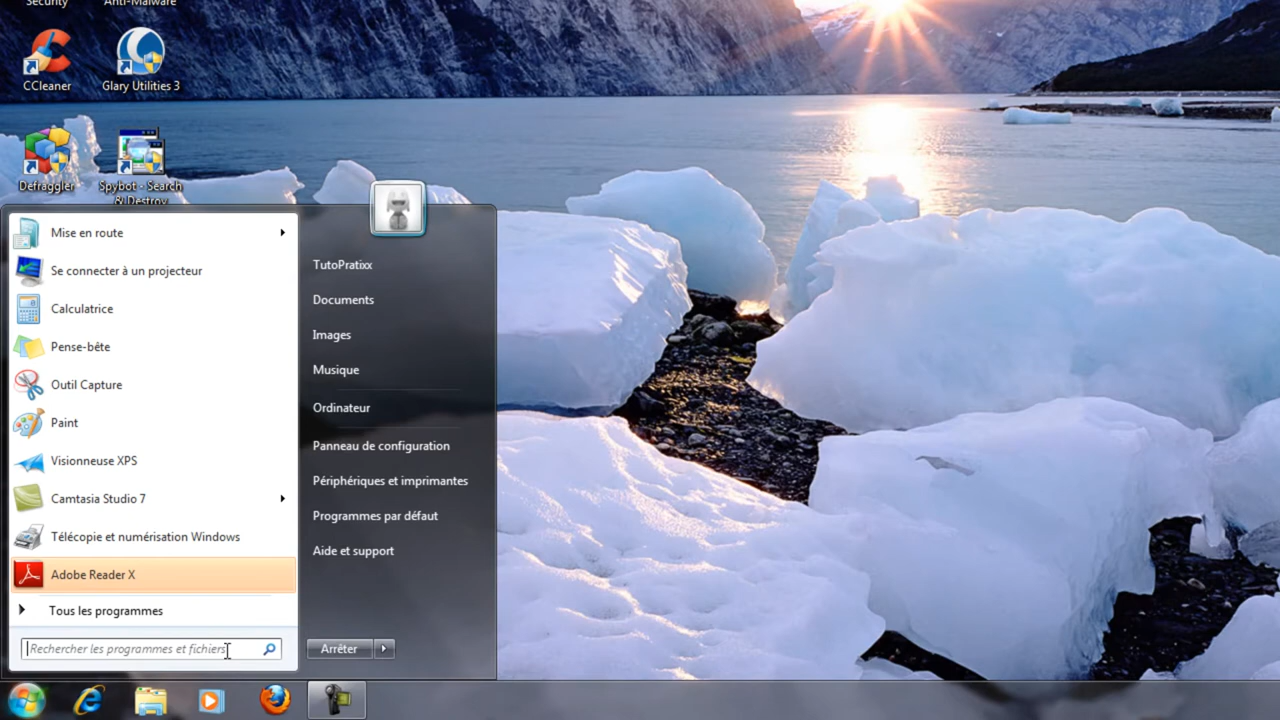 Security
Anti-Malware
CCleaner
Glary Utilities 3
Defraggler
Spybot - Search
& Destroy
Mise en route
Se connecter à un projecteur
Calculatrice
Pense-bête
Outil Capture
Paint
Visionneuse XPS
Camtasia Studio 7
Télécopie et numérisation Windows
Adobe Reader X
Tous les programmes
Rechercher les programmes et fichiers
TutoPratixx
Documents
Images
Musique
Ordinateur
Panneau de configuration
Périphériques et imprimantes
Programmes par défaut
Aide et support
Arrêter